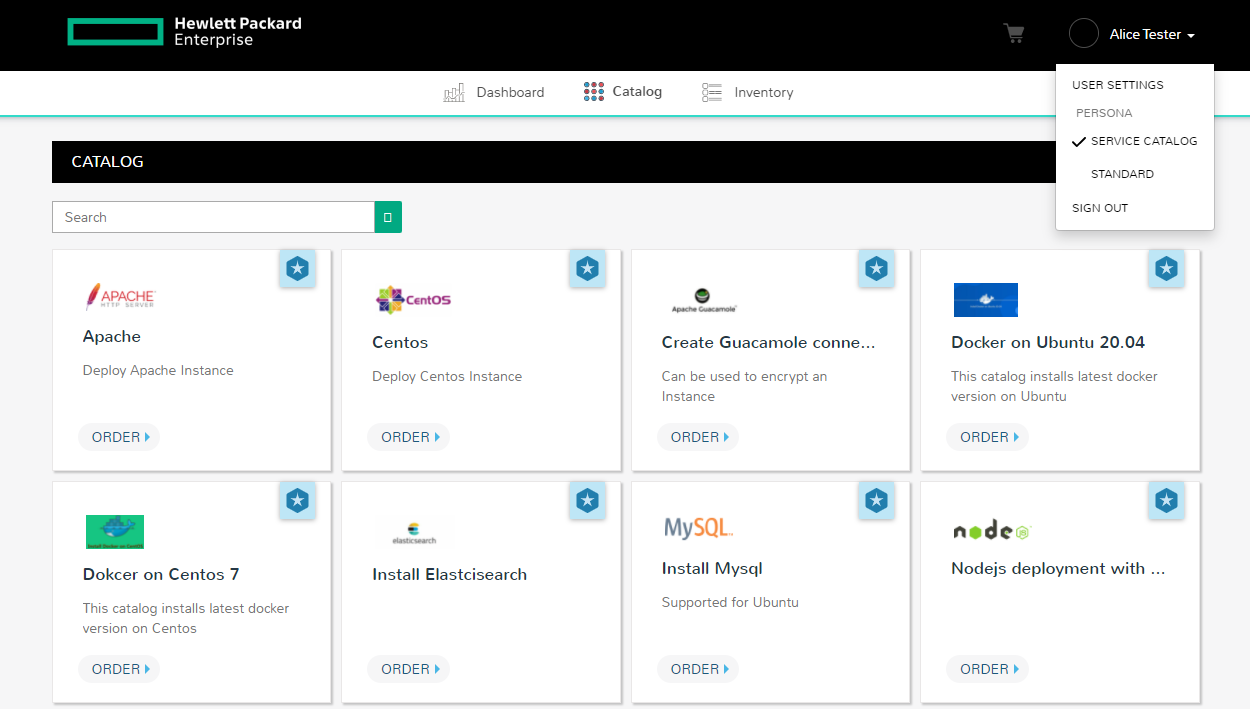 Hewlett Packard
Enterprise
Alice Tester
Dashboard
Catalog
Inventory
USER SETTINGS
PERSONA
SERVICE CATALOG
STANDARD
SIGN OUT
CATALOG
Search
APACHE
HTTP SERVER
Apache
Deploy Apache Instance
ORDER
CentOS
Centos
Deploy Centos Instance
ORDER
Apache Guacamole
Create Guacamole conne...
Can be used to encrypt an
Instance
ORDER
Docker on Ubuntu 20.04
This catalog installs latest docker
version on Ubuntu
ORDER
Install Docker on CentOS
Dokcer on Centos 7
This catalog installs latest docker
version on Centos
ORDER
elasticsearch
Install Elastcisearch
ORDER
MySQL
Install Mysql
Supported for Ubuntu
ORDER
node
JS
Nodejs deployment with ...
ORDER